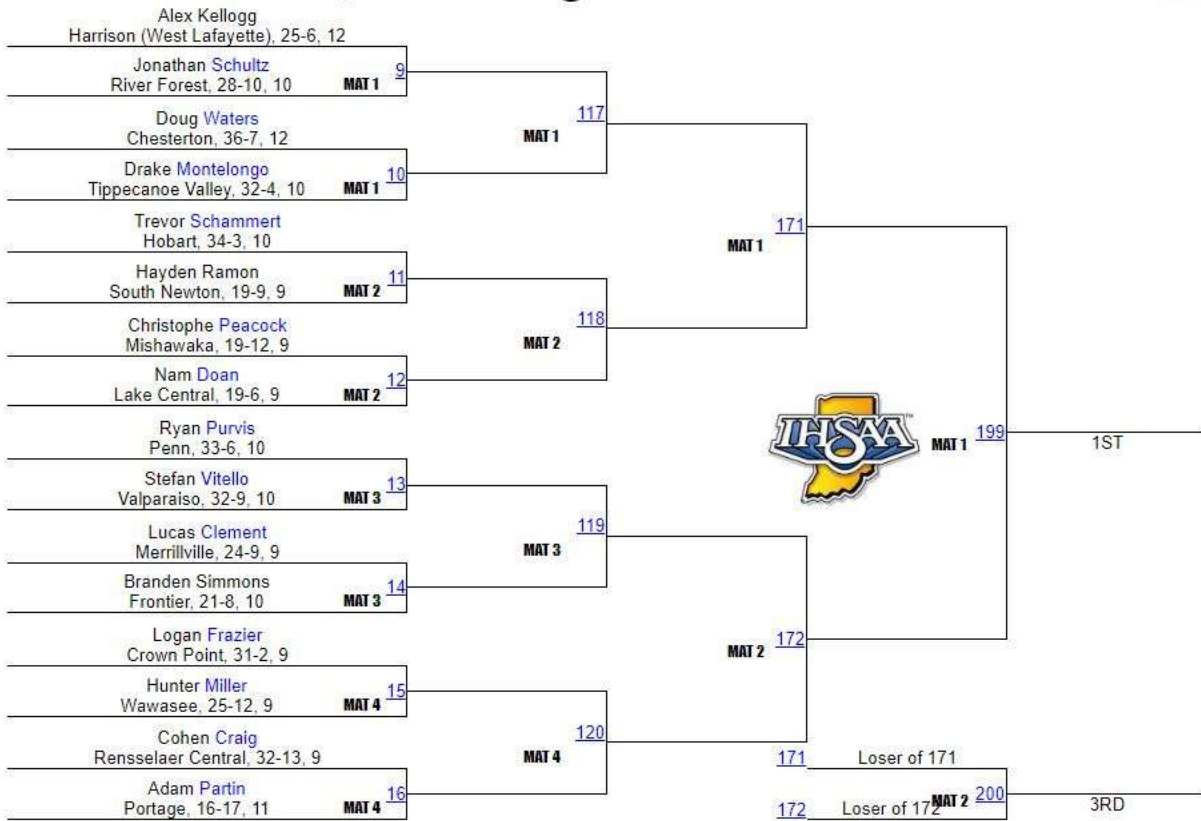 Alex Kellogg
Harrison (West Lafayette), 25-6, 12
Jonathan Schultz
River Forest, 28-10, 10
MAT 1 9
Doug Waters
Chesterton, 36-7, 12
Drake Montelongo
Tippecanoe Valley, 32-4, 10
MAT 1 10
Trevor Schammert
Hobart, 34-3, 10
Hayden Ramon
South Newton, 19-9, 9
MAT 2 11
Christophe Peacock
Mishawaka, 19-12, 9
Nam Doan
Lake Central, 19-6, 9
MAT 2 12
Ryan Purvis
Penn, 33-6, 10
Stefan Vitello
Valparaiso, 32-9, 10
MAT 3 13
Lucas Clement
Merrillville, 24-9, 9
Branden Simmons
Frontier, 21-8, 10
MAT 3 14
Logan Frazier
Crown Point, 31-2, 9
Hunter Miller
Wawasee, 25-12, 9
MAT 4 15
Cohen Craig
Rensselaer Central, 32-13, 9
Adam Partin
Portage, 16-17, 11
MAT 4 16
117
MAT 1
118
MAT 2
119
MAT 3
120
MAT 4
171
MAT 1
172
MAT 2
IHSAA
MAT 1 199
1ST
171 Loser of 171
172 Loser of 172
MAT 2 200
3RD